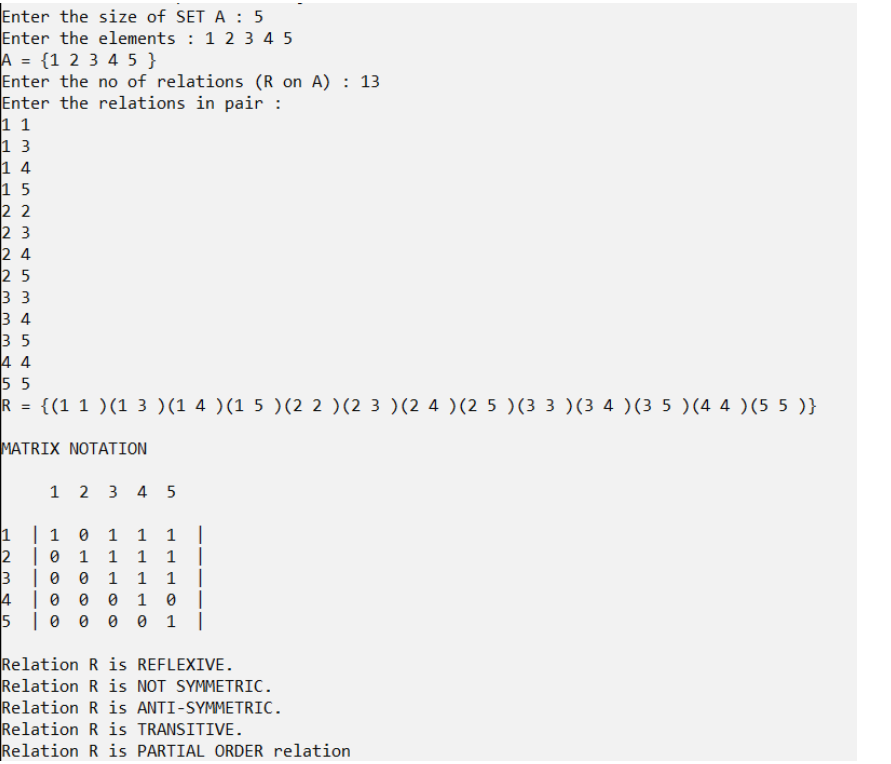 Enter the size of SET A : 5
Enter the elements : 1 2 3 4 5
A = {1 2 3 4 5 }
Enter the no of relations (R on A) : 13
Enter the relations in pair :
1 1
1 3
1 4
1 5
2 2
2 3
2 4
2 5
3 3
3 4
3 5
4 4
5 5
R = {(1 1 )(1 3 )(1 4 )(1 5 )(2 2 )(2 3 )(2 4 )(2 5 )(3 3 )(3 4 )(3 5 )(4 4 )(5 5 )}
MATRIX NOTATION
1 2 3 4 5
1 | 1 0 1 1 1 |
2 | 0 1 1 1 1 |
3 | 0 0 1 1 1 |
4 | 0 0 0 1 0 |
5 | 0 0 0 0 1 |
Relation R is REFLEXIVE.
Relation R is NOT SYMMETRIC.
Relation R is ANTI-SYMMETRIC.
Relation R is TRANSITIVE.
Relation R is PARTIAL ORDER relation